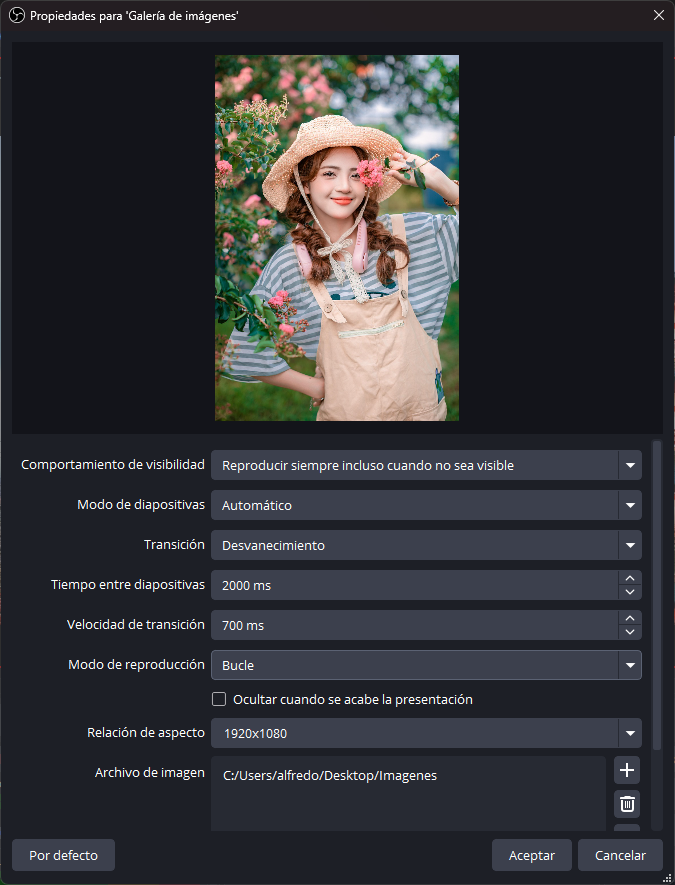 Propiedades para 'Galería de imágenes'
Comportamiento de visibilidad
Reproducir siempre incluso cuando no sea visible
Modo de diapositivas
Automático
Transición
Desvanecimiento
Tiempo entre diapositivas
2000 ms
Velocidad de transición
700 ms
Modo de reproducción
Bucle
Ocultar cuando se acabe la presentación
Relación de aspecto
1920x1080
Archivo de imagen
C:/Users/alfredo/Desktop/Imagenes
Por defecto
Aceptar
Cancelar